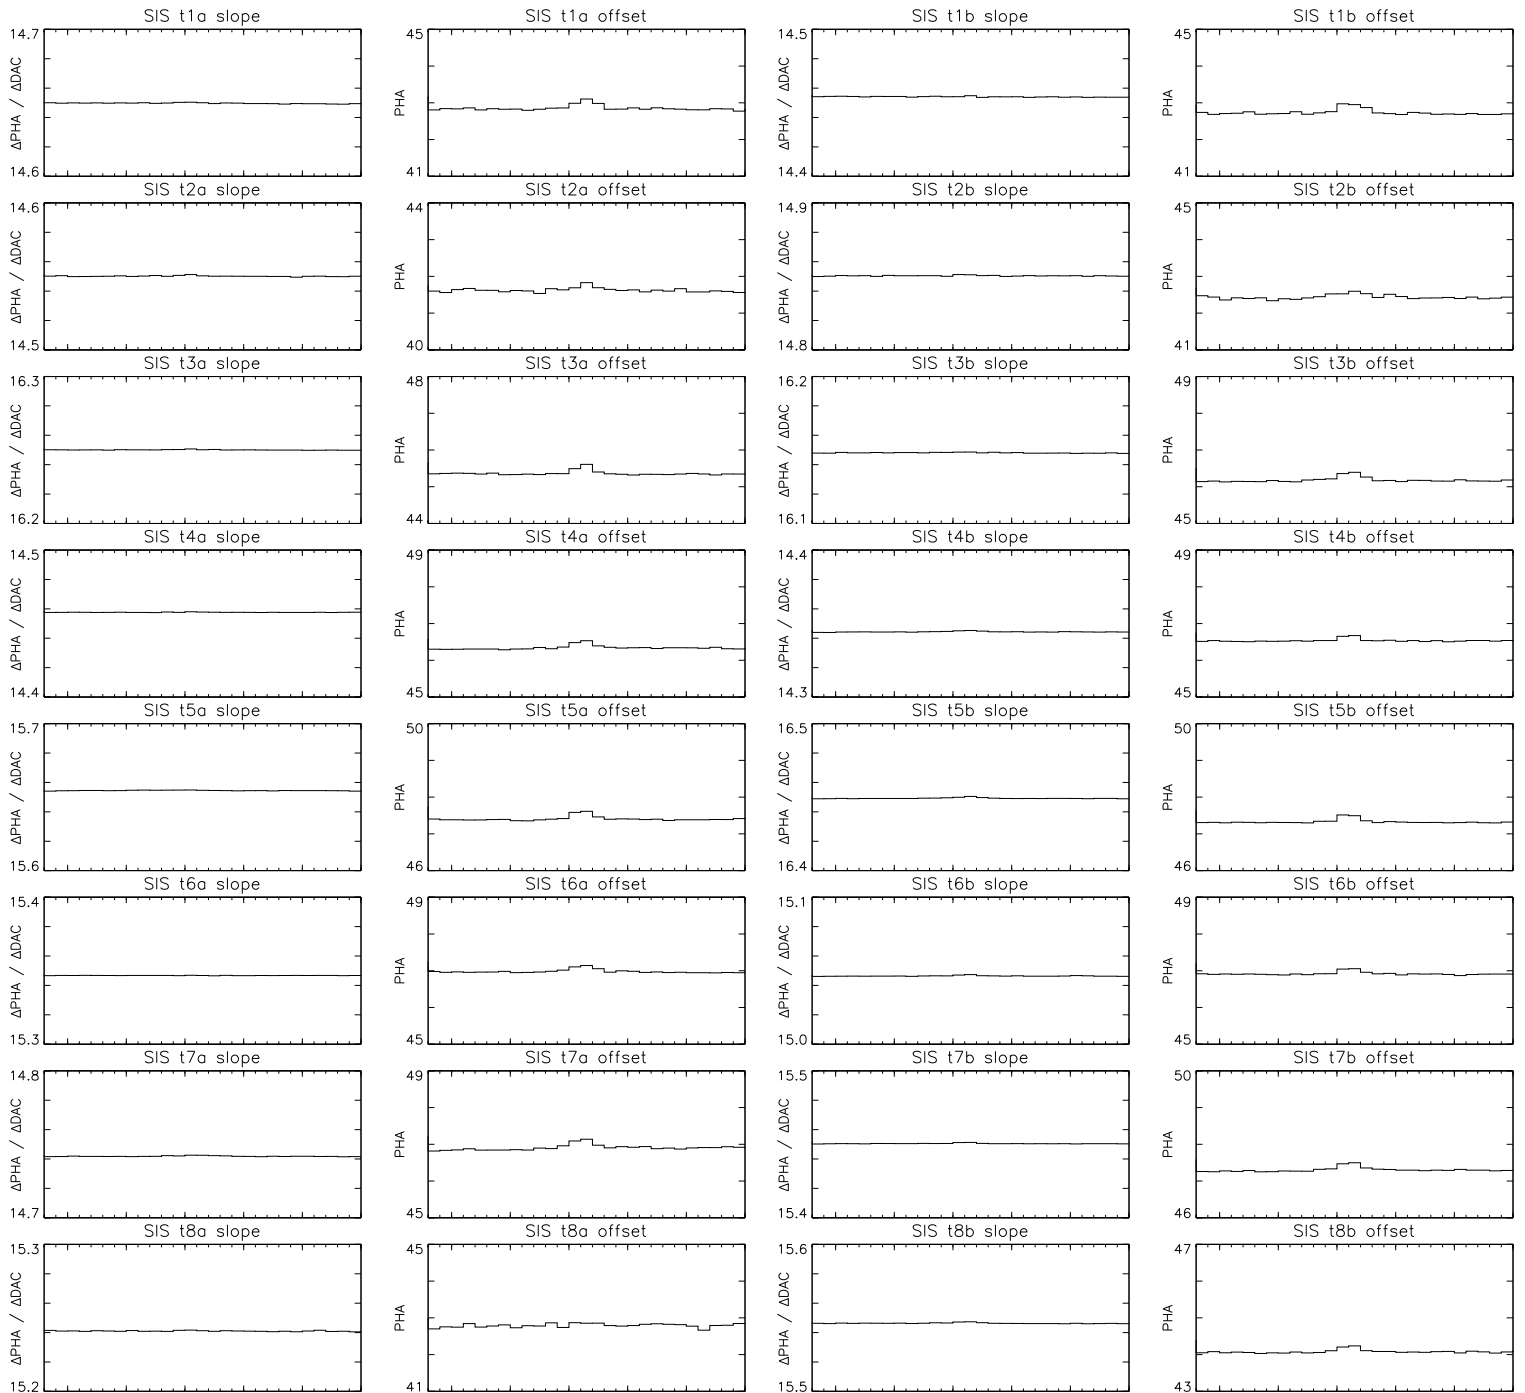 SIS t1a slope
14.7
ΔPHA / ΔDAC
14.6
SIS t1a offset
45
PHA
41
SIS t1b slope
14.5
ΔPHA / ΔDAC
14.4
SIS t1b offset
45
PHA
41
SIS t2a slope
14.6
ΔPHA / ΔDAC
14.5
SIS t2a offset
44
PHA
40
SIS t2b slope
14.9
ΔPHA / ΔDAC
14.8
SIS t2b offset
45
PHA
41
SIS t3a slope
16.3
ΔPHA / ΔDAC
16.2
SIS t3a offset
48
PHA
44
SIS t3b slope
16.2
ΔPHA / ΔDAC
16.1
SIS t3b offset
49
PHA
45
SIS t4a slope
14.5
ΔPHA / ΔDAC
14.4
SIS t4a offset
49
PHA
45
SIS t4b slope
14.4
ΔPHA / ΔDAC
14.3
SIS t4b offset
49
PHA
45
SIS t5a slope
15.7
ΔPHA / ΔDAC
15.6
SIS t5a offset
50
PHA
46
SIS t5b slope
16.5
ΔPHA / ΔDAC
16.4
SIS t5b offset
50
PHA
46
SIS t6a slope
15.4
ΔPHA / ΔDAC
15.3
SIS t6a offset
49
PHA
45
SIS t6b slope
15.1
ΔPHA / ΔDAC
15.0
SIS t6b offset
49
PHA
45
SIS t7a slope
14.8
ΔPHA / ΔDAC
14.7
SIS t7a offset
49
PHA
45
SIS t7b slope
15.5
ΔPHA / ΔDAC
15.4
SIS t7b offset
50
PHA
46
SIS t8a slope
15.3
ΔPHA / ΔDAC
15.2
SIS t8a offset
45
PHA
41
SIS t8b slope
15.6
ΔPHA / ΔDAC
15.5
SIS t8b offset
47
PHA
43